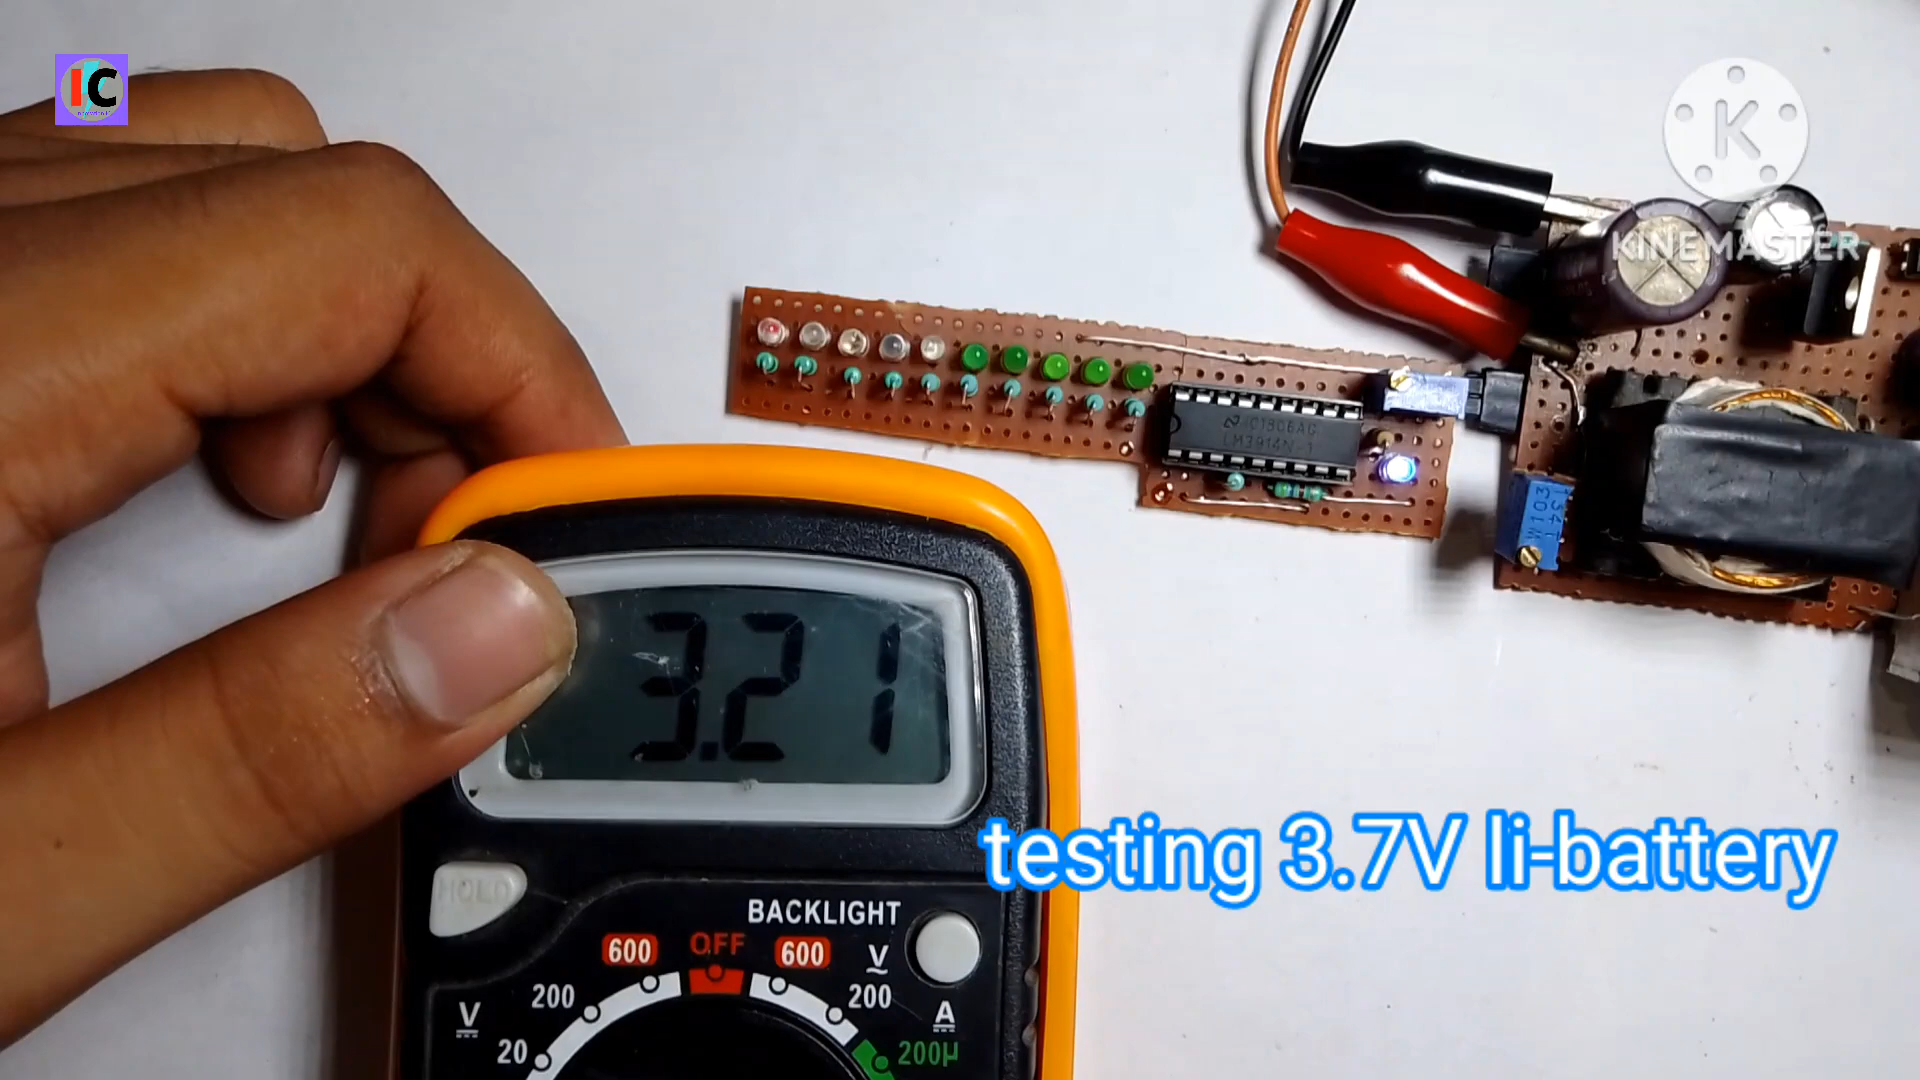 IC
K
KINEMASTER
LM3914N-1
W103
3.21
testing 3.7V li-battery
HOLD
BACKLIGHT
600
OFF
600
V
200
200
V
A
20
200µ